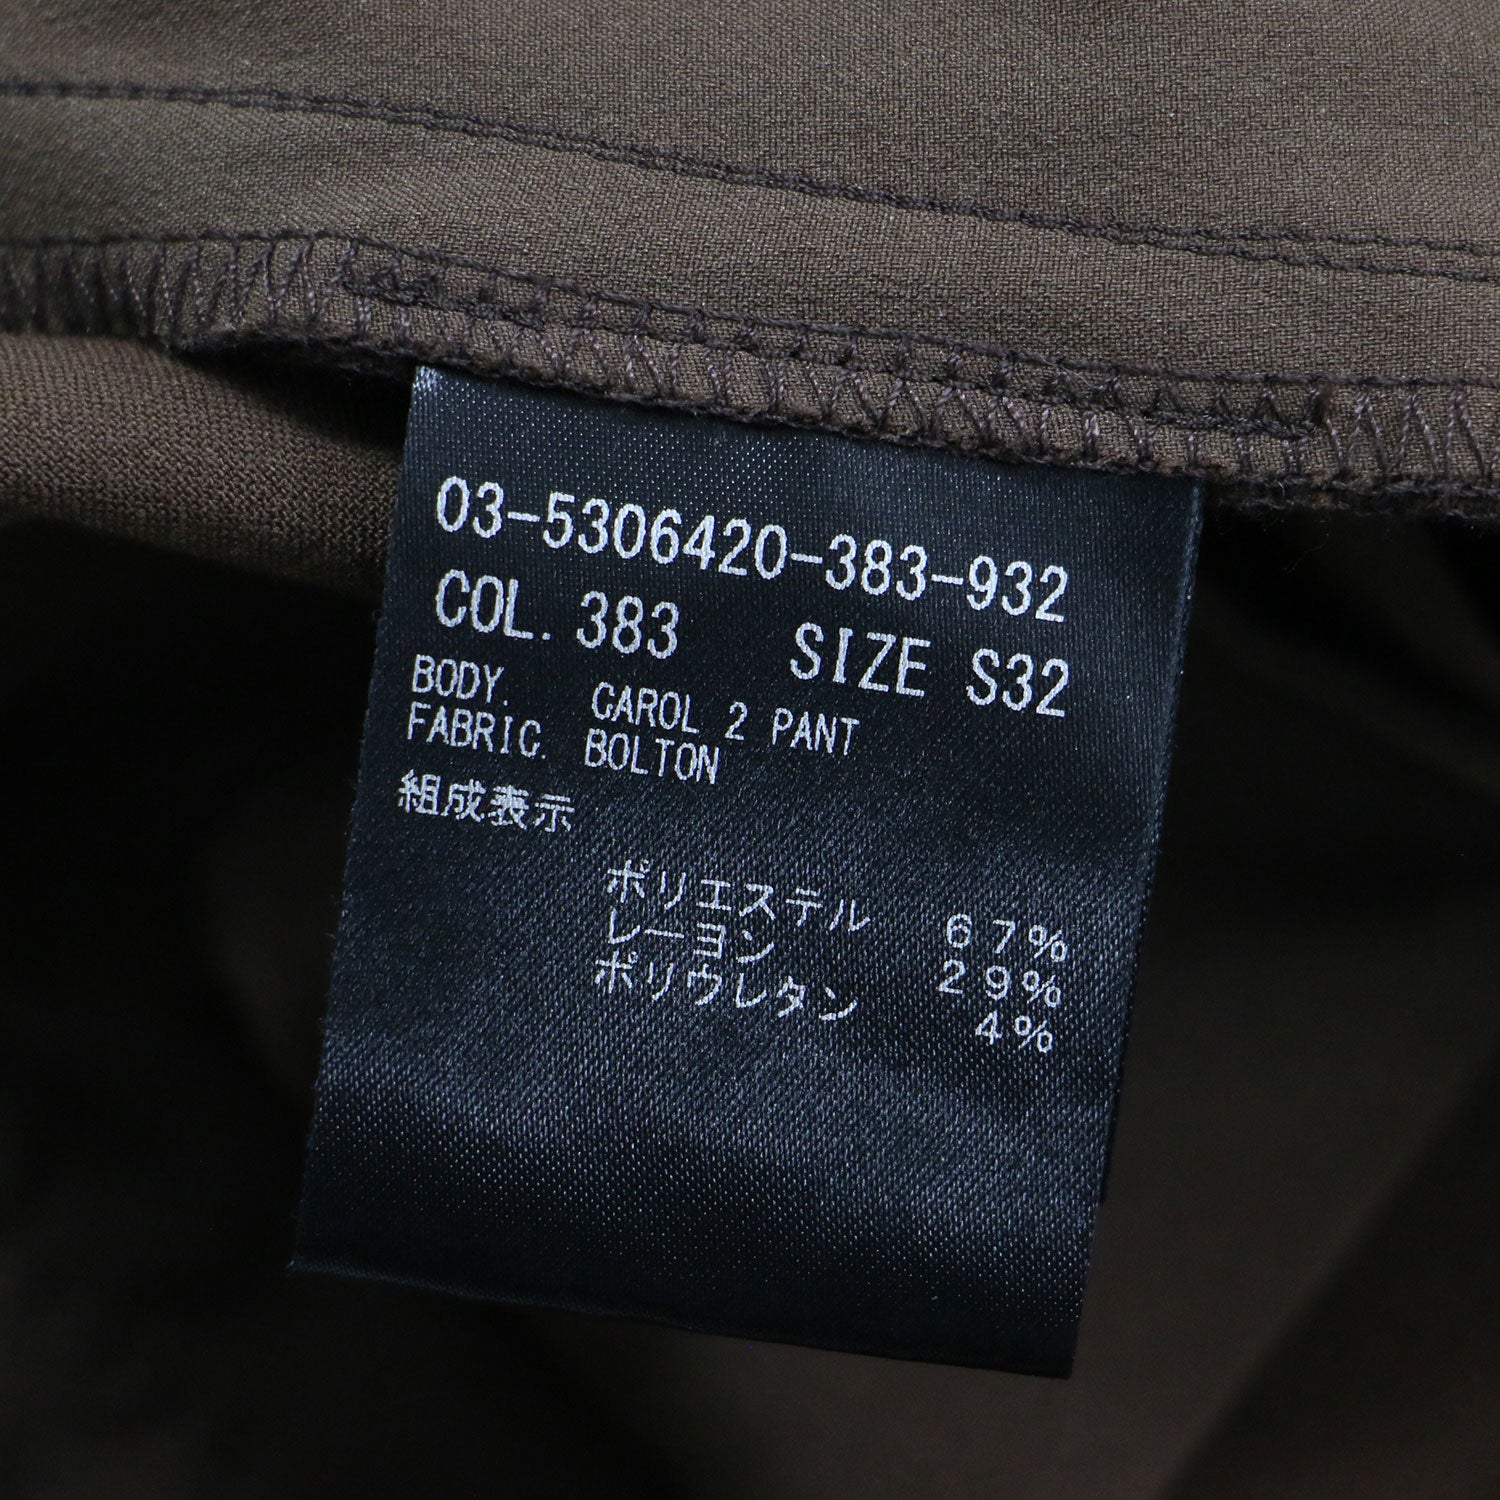 03-5306420-383-932
COL. 383 SIZE S32
BODY. CAROL 2 PANT
FABRIC. BOLTON
組成表示
ポリエステル 67%
レーヨン 29%
ポリウレタン 4%